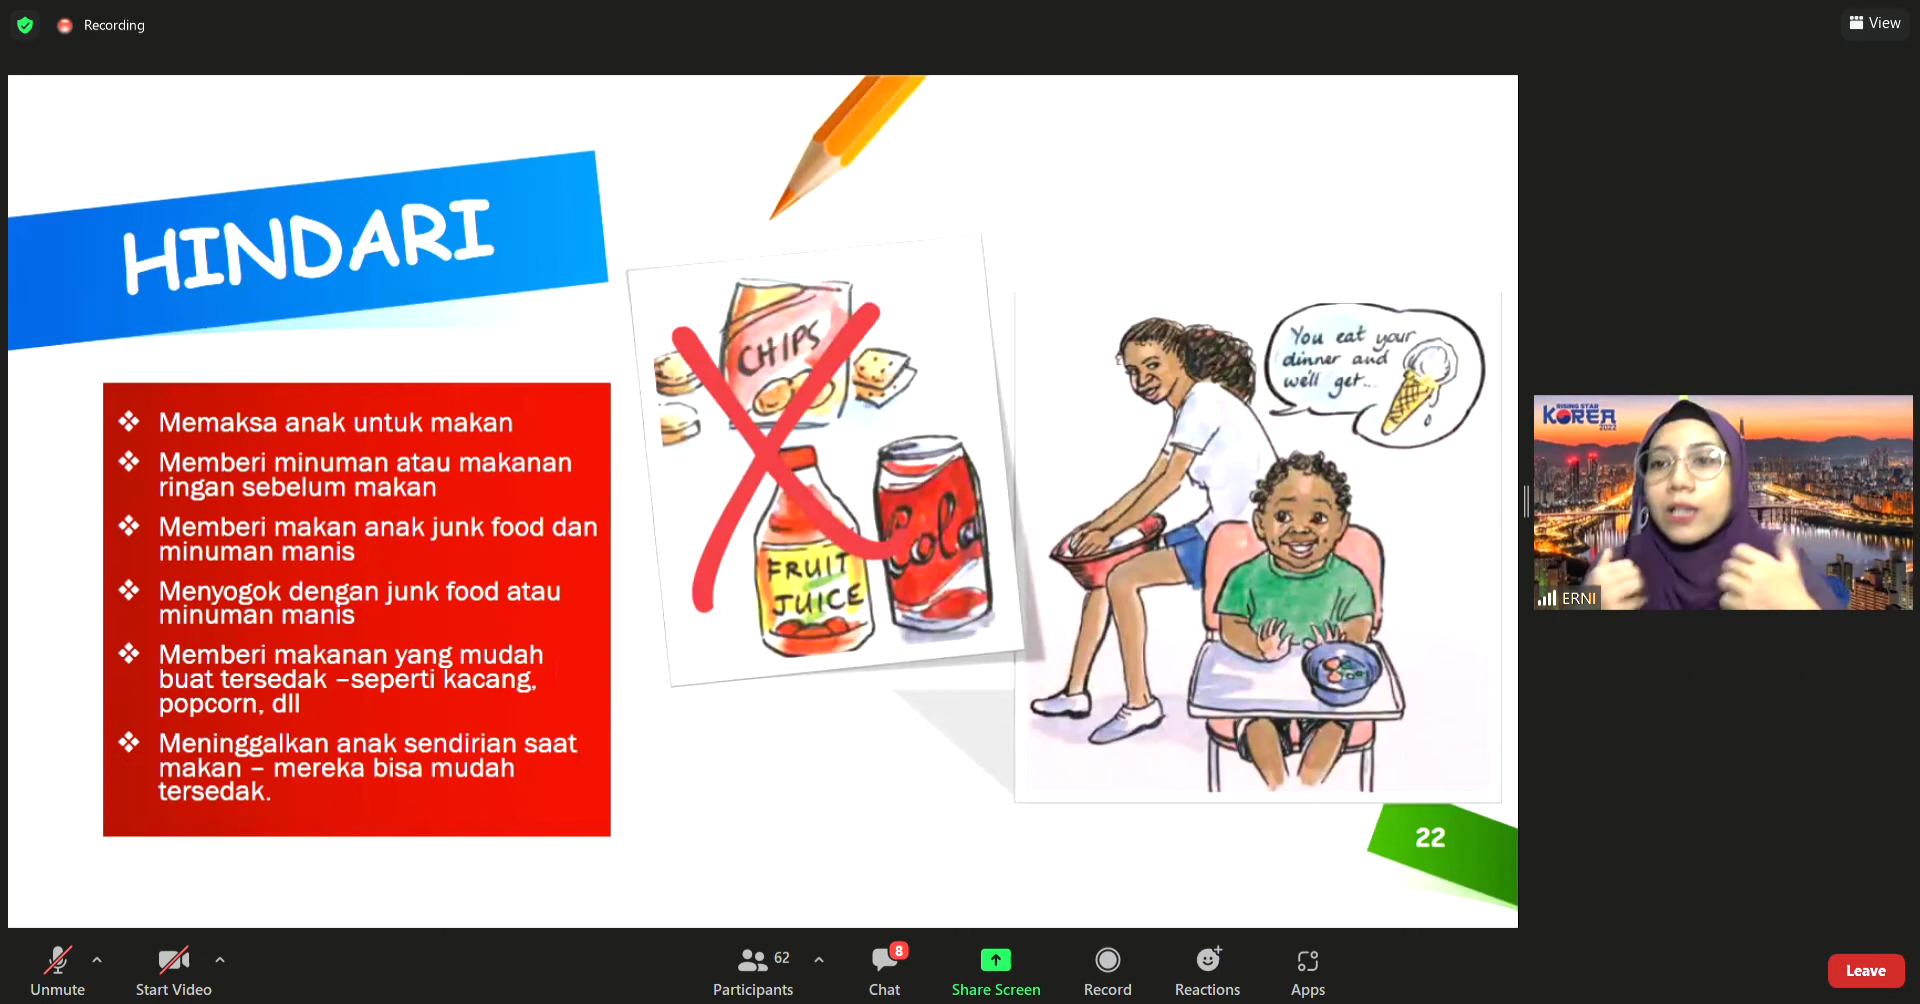 Recording
View
HINDARI
❖ Memaksa anak untuk makan
❖ Memberi minuman atau makanan
ringan sebelum makan
❖ Memberi makan anak junk food dan
minuman manis
❖ Menyogok dengan junk food atau
minuman manis
❖ Memberi makanan yang mudah
buat tersedak –seperti kacang,
popcorn, dll
❖ Meninggalkan anak sendirian saat
makan – mereka bisa mudah
tersedak.
CHIPS
FRUIT
JUICE
Cola
You eat your
dinner and
we'll get...
22
RISING STAR
KOREA
2022
ERNI
Unmute
Start Video
62
Participants
8
Chat
Share Screen
Record
Reactions
Apps
Leave